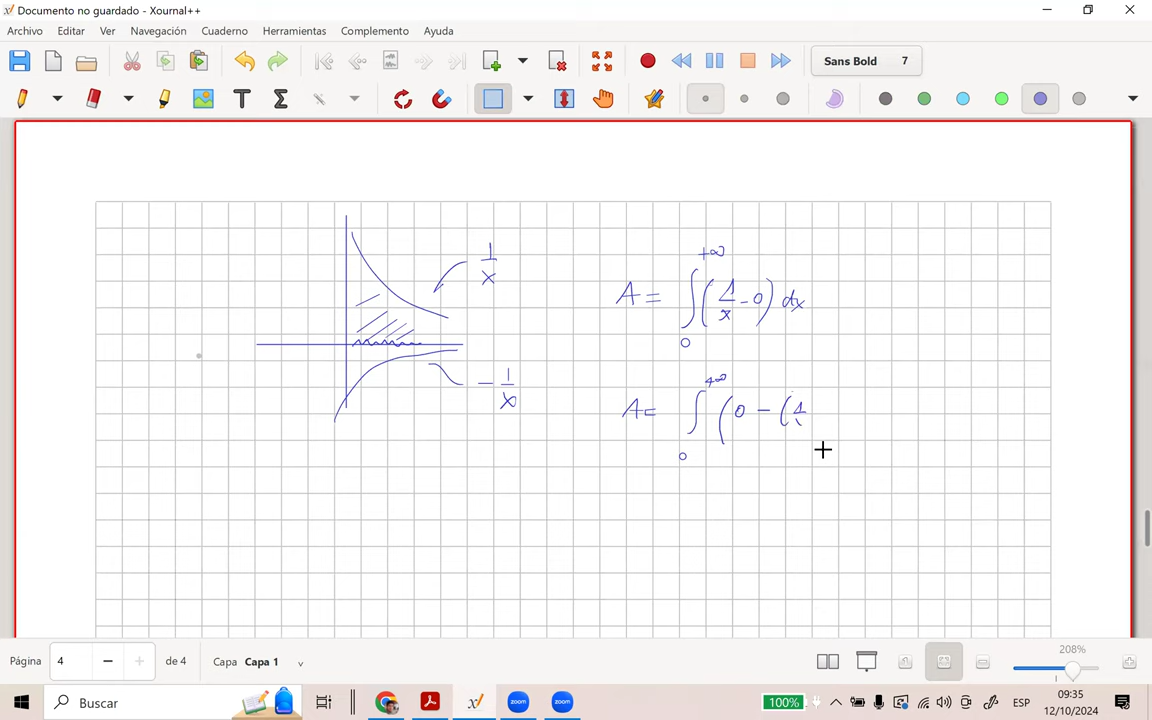 Documento no guardado - Xournal++
Archivo Editar Ver Navegación Cuaderno Herramientas Complemento Ayuda
Sans Bold 7
1/x
+∞
A = ∫ (1/x - 0) dx
0
- 1/x
+∞
A = ∫ (0 - (1
0
Página 4 de 4 Capa Capa 1
208%
Buscar
zoom zoom
100%
ESP
09:35
12/10/2024